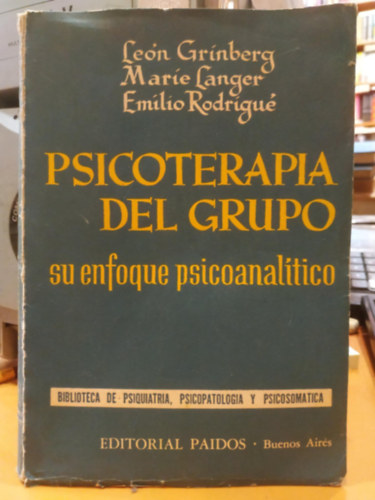 León Grinberg
Marie Langer
Emilio Rodrigué
PSICOTERAPIA
DEL GRUPO
su enfoque psicoanalítico
BIBLIOTECA DE PSIQUIATRIA, PSICOPATOLOGIA Y PSICOSOMATICA
EDITORIAL PAIDOS · Buenos Aires